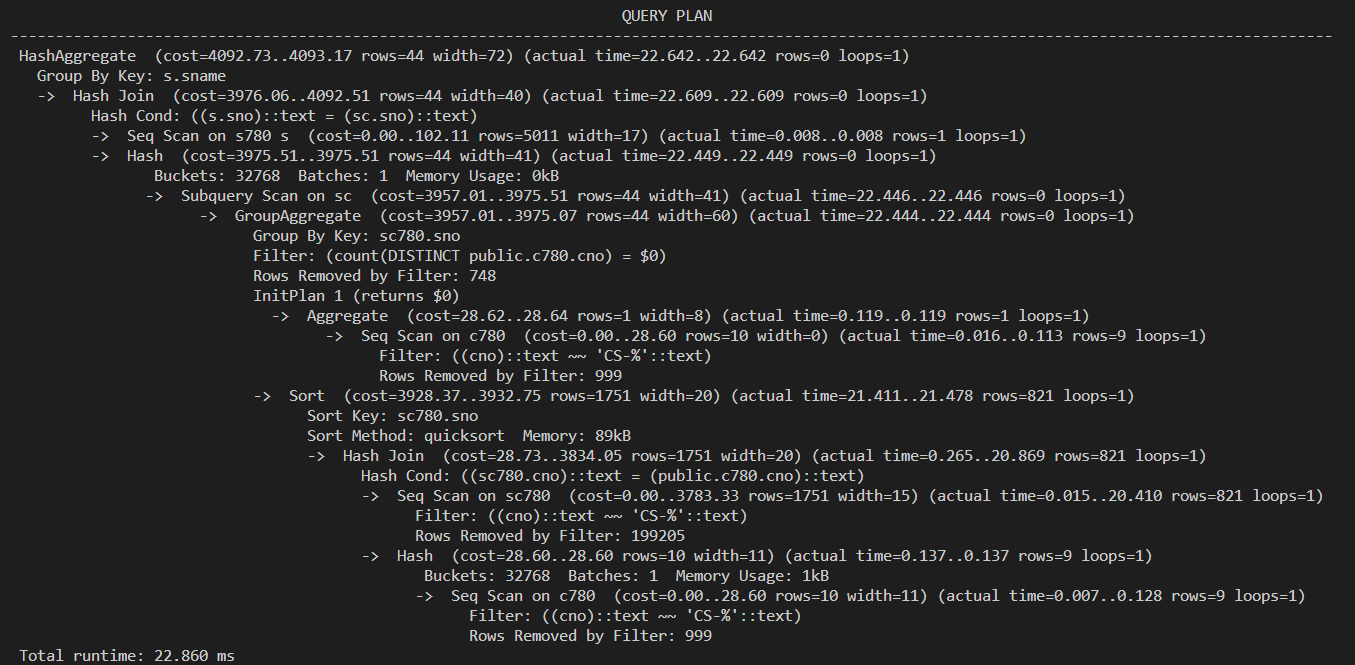 QUERY PLAN
------------------------------------------------------------------------------------------------------------------------------------------------------
HashAggregate  (cost=4092.73..4093.17 rows=44 width=72) (actual time=22.642..22.642 rows=0 loops=1)
  Group By Key: s.sname
  ->  Hash Join  (cost=3976.06..4092.51 rows=44 width=40) (actual time=22.609..22.609 rows=0 loops=1)
        Hash Cond: ((s.sno)::text = (sc.sno)::text)
        ->  Seq Scan on s780 s  (cost=0.00..102.11 rows=5011 width=17) (actual time=0.008..0.008 rows=1 loops=1)
        ->  Hash  (cost=3975.51..3975.51 rows=44 width=41) (actual time=22.449..22.449 rows=0 loops=1)
               Buckets: 32768  Batches: 1  Memory Usage: 0kB
              ->  Subquery Scan on sc  (cost=3957.01..3975.51 rows=44 width=41) (actual time=22.446..22.446 rows=0 loops=1)
                    ->  GroupAggregate  (cost=3957.01..3975.07 rows=44 width=60) (actual time=22.444..22.444 rows=0 loops=1)
                          Group By Key: sc780.sno
                          Filter: (count(DISTINCT public.c780.cno) = $0)
                          Rows Removed by Filter: 748
                          InitPlan 1 (returns $0)
                            ->  Aggregate  (cost=28.62..28.64 rows=1 width=8) (actual time=0.119..0.119 rows=1 loops=1)
                                  ->  Seq Scan on c780  (cost=0.00..28.60 rows=10 width=0) (actual time=0.016..0.113 rows=9 loops=1)
                                        Filter: ((cno)::text ~~ 'CS-%'::text)
                                        Rows Removed by Filter: 999
                          ->  Sort  (cost=3928.37..3932.75 rows=1751 width=20) (actual time=21.411..21.478 rows=821 loops=1)
                                Sort Key: sc780.sno
                                Sort Method: quicksort  Memory: 89kB
                                ->  Hash Join  (cost=28.73..3834.05 rows=1751 width=20) (actual time=0.265..20.869 rows=821 loops=1)
                                      Hash Cond: ((sc780.cno)::text = (public.c780.cno)::text)
                                      ->  Seq Scan on sc780  (cost=0.00..3783.33 rows=1751 width=15) (actual time=0.015..20.410 rows=821 loops=1)
                                            Filter: ((cno)::text ~~ 'CS-%'::text)
                                            Rows Removed by Filter: 199205
                                      ->  Hash  (cost=28.60..28.60 rows=10 width=11) (actual time=0.137..0.137 rows=9 loops=1)
                                             Buckets: 32768  Batches: 1  Memory Usage: 1kB
                                            ->  Seq Scan on c780  (cost=0.00..28.60 rows=10 width=11) (actual time=0.007..0.128 rows=9 loops=1)
                                                  Filter: ((cno)::text ~~ 'CS-%'::text)
                                                  Rows Removed by Filter: 999
Total runtime: 22.860 ms